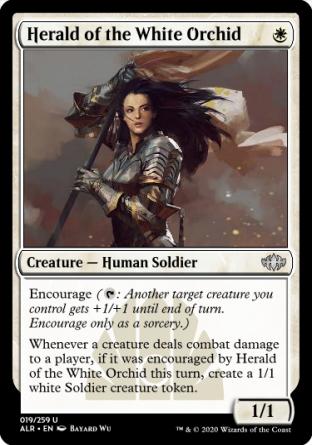 Herald of the White Orchid
Creature — Human Soldier
Encourage (T: Another target creature you
control gets +1/+1 until end of turn.
Encourage only as a sorcery.)
Whenever a creature deals combat damage
to a player, if it was encouraged by Herald
of the White Orchid this turn, create a 1/1
white Soldier creature token.
1/1
019/259 U
ALR • EN Bayard Wu
™ & © 2020 Wizards of the Coast